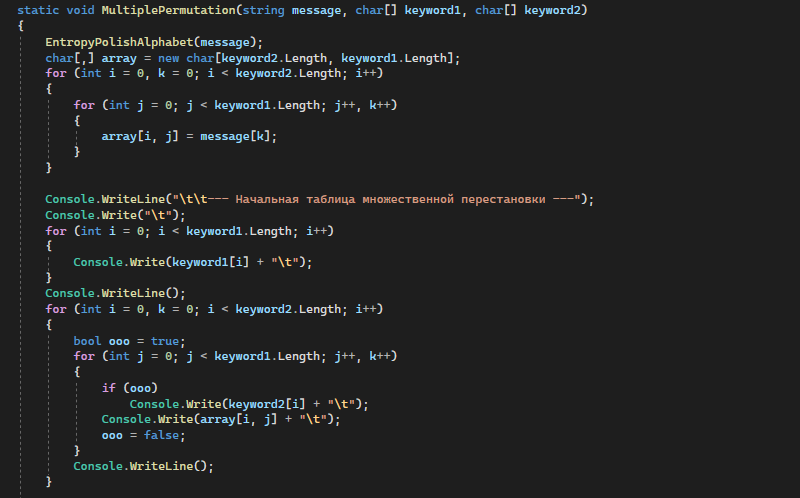 static void MultiplePermutation(string message, char[] keyword1, char[] keyword2)
{
    EntropyPolishAlphabet(message);
    char[,] array = new char[keyword2.Length, keyword1.Length];
    for (int i = 0, k = 0; i < keyword2.Length; i++)
    {
        for (int j = 0; j < keyword1.Length; j++, k++)
        {
            array[i, j] = message[k];
        }
    }

    Console.WriteLine("\t\t--- Начальная таблица множественной перестановки ---");
    Console.Write("\t");
    for (int i = 0; i < keyword1.Length; i++)
    {
        Console.Write(keyword1[i] + "\t");
    }
    Console.WriteLine();
    for (int i = 0, k = 0; i < keyword2.Length; i++)
    {
        bool ooo = true;
        for (int j = 0; j < keyword1.Length; j++, k++)
        {
            if (ooo)
                Console.Write(keyword2[i] + "\t");
            Console.Write(array[i, j] + "\t");
            ooo = false;
        }
        Console.WriteLine();
    }